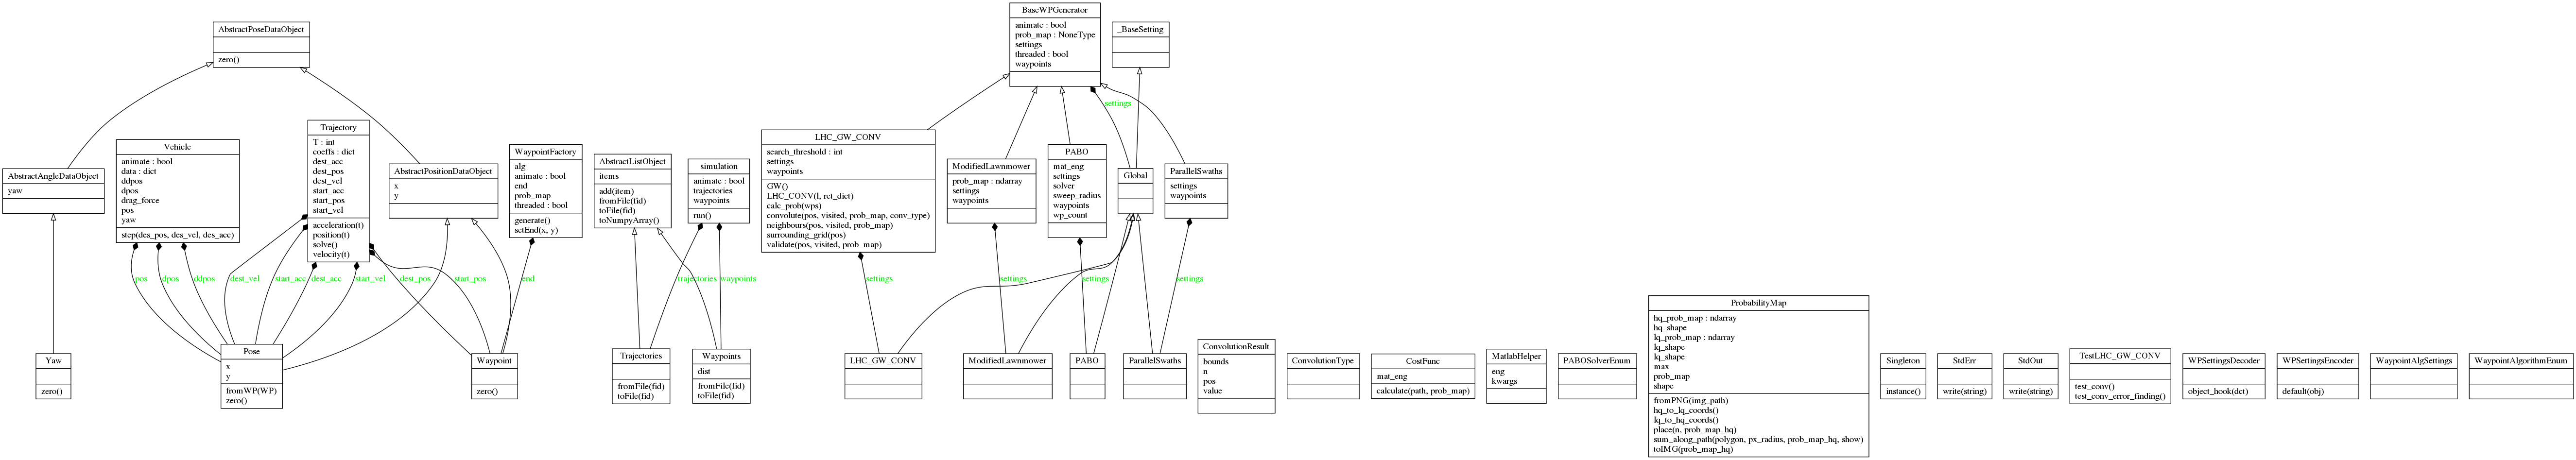 AbstractPoseDataObject
zero()
BaseWPGenerator
animate : bool
prob_map : NoneType
settings
threaded : bool
waypoints
_BaseSetting
AbstractAngleDataObject
yaw
Vehicle
animate : bool
data : dict
ddpos
dpos
drag_force
pos
yaw
step(des_pos, des_vel, des_acc)
Trajectory
T : int
coeffs : dict
dest_acc
dest_pos
dest_vel
start_acc
start_pos
start_vel
acceleration(t)
position(t)
solve()
velocity(t)
AbstractPositionDataObject
x
y
WaypointFactory
alg
animate : bool
end
prob_map
threaded : bool
generate()
setEnd(x, y)
AbstractListObject
items
add(item)
fromFile(fid)
toFile(fid)
toNumpyArray()
simulation
animate : bool
trajectories
waypoints
run()
LHC_GW_CONV
search_threshold : int
settings
waypoints
GW()
LHC_CONV(l, ret_dict)
calc_prob(wps)
convolute(pos, visited, prob_map, conv_type)
neighbours(pos, visited, prob_map)
surrounding_grid(pos)
validate(pos, visited, prob_map)
ModifiedLawnmower
prob_map : ndarray
settings
waypoints
PABO
mat_eng
settings
solver
sweep_radius
waypoints
wp_count
settings
Global
ParallelSwaths
settings
waypoints
pos
dpos
ddpos
dest_vel
start_acc
dest_acc
start_vel
dest_pos
start_pos
end
trajectories
waypoints
settings
settings
settings
settings
Yaw
zero()
Pose
x
y
fromWP(WP)
zero()
Waypoint
zero()
Trajectories
fromFile(fid)
toFile(fid)
Waypoints
dist
fromFile(fid)
toFile(fid)
LHC_GW_CONV
ModifiedLawnmower
PABO
ParallelSwaths
ConvolutionResult
bounds
n
pos
value
ConvolutionType
CostFunc
mat_eng
calculate(path, prob_map)
MatlabHelper
eng
kwargs
PABOSolverEnum
ProbabilityMap
hq_prob_map : ndarray
hq_shape
lq_prob_map : ndarray
lq_shape
lq_shape
max
prob_map
shape
fromPNG(img_path)
hq_to_lq_coords()
lq_to_hq_coords()
place(n, prob_map_hq)
sum_along_path(polygon, px_radius, prob_map_hq, show)
toIMG(prob_map_hq)
Singleton
instance()
StdErr
write(string)
StdOut
write(string)
TestLHC_GW_CONV
test_conv()
test_conv_error_finding()
WPSettingsDecoder
object_hook(dct)
WPSettingsEncoder
default(obj)
WaypointAlgSettings
WaypointAlgorithmEnum